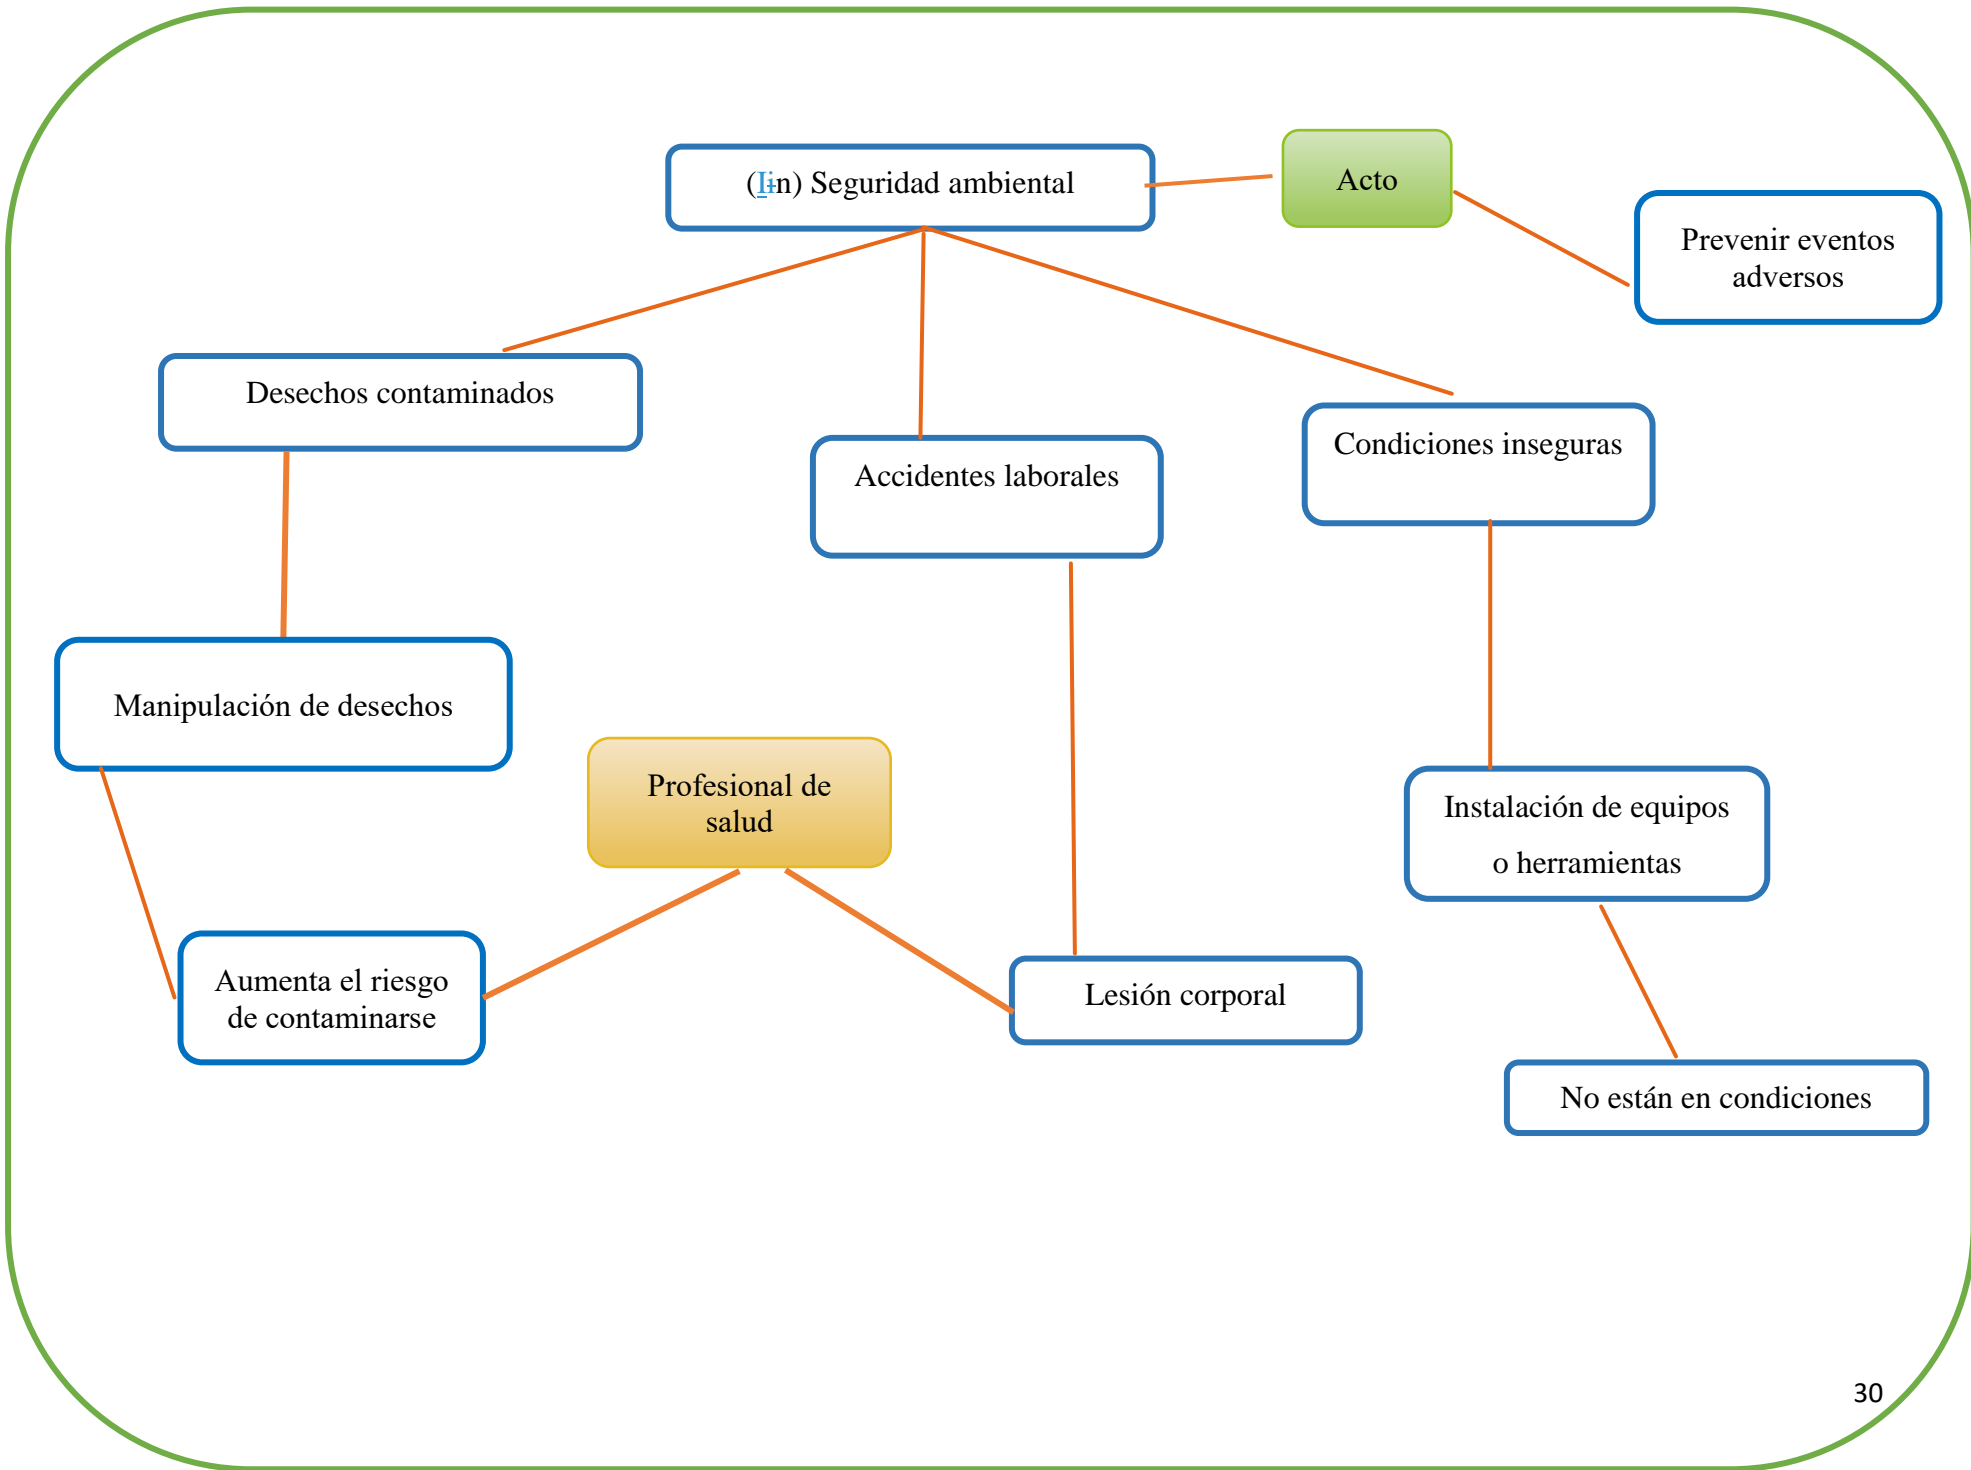 (Iin) Seguridad ambiental
Acto
Prevenir eventos
adversos
Desechos contaminados
Accidentes laborales
Condiciones inseguras
Manipulación de desechos
Profesional de
salud
Instalación de equipos
o herramientas
Aumenta el riesgo
de contaminarse
Lesión corporal
No están en condiciones
30